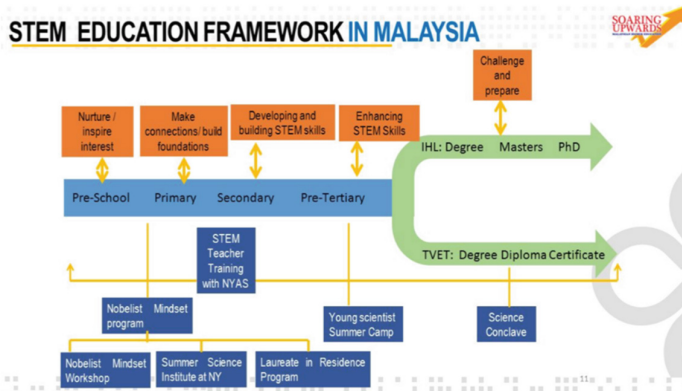 STEM EDUCATION FRAMEWORK IN MALAYSIA
SOARING
UPWARDS
Challenge
and
prepare
Nurture /
inspire
interest
Make
connections/ build
foundations
Developing and
building STEM skills
Enhancing
STEM Skills
IHL: Degree Masters PhD
Pre-School Primary Secondary Pre-Tertiary
TVET: Degree Diploma Certificate
STEM
Teacher
Training
with NYAS
Nobelist Mindset
program
Young scientist
Summer Camp
Science
Conclave
Nobelist Mindset
Workshop
Summer Science
Institute at NY
Laureate in Residence
Program
11